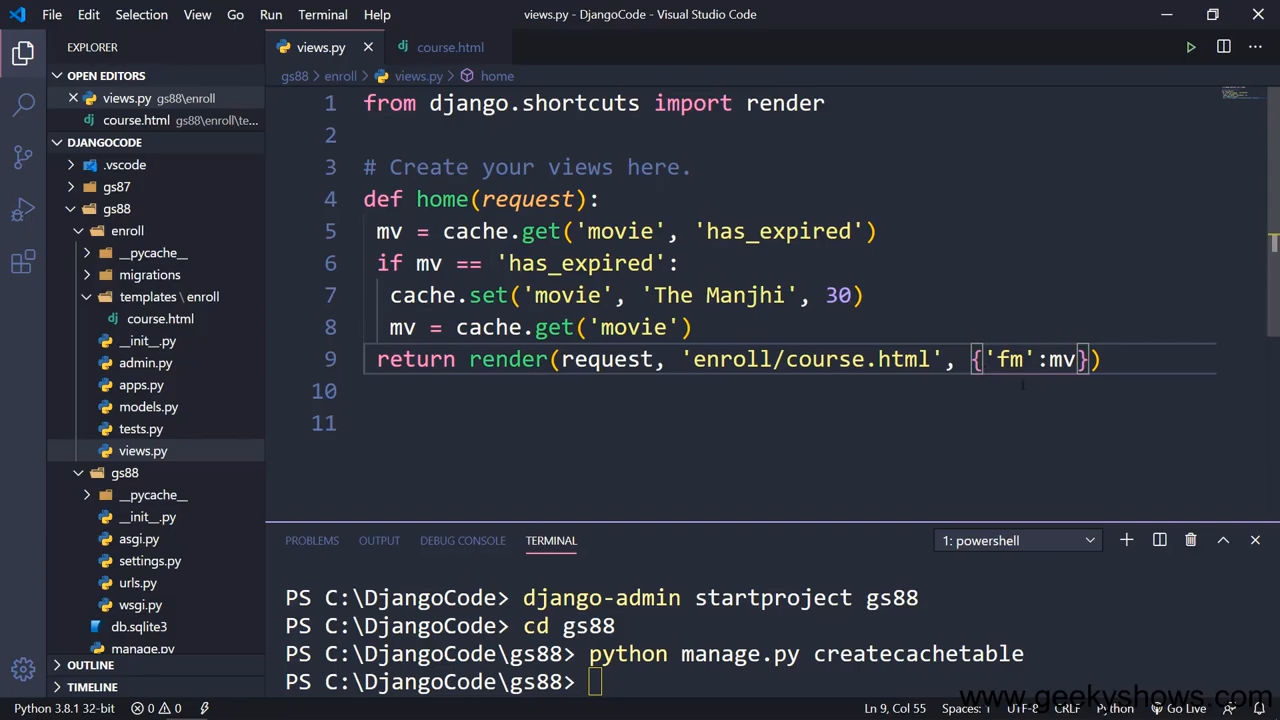 File Edit Selection View Go Run Terminal Help views.py - DjangoCode - Visual Studio Code
EXPLORER
OPEN EDITORS
views.py gs88\enroll
course.html gs88\enroll\te...
DJANGOCODE
.vscode
gs87
gs88
enroll
__pycache__
migrations
templates \ enroll
course.html
__init__.py
admin.py
apps.py
models.py
tests.py
views.py
gs88
__pycache__
__init__.py
asgi.py
settings.py
urls.py
wsgi.py
db.sqlite3
manage.py
OUTLINE
TIMELINE
views.py course.html
gs88 > enroll > views.py > home
1 from django.shortcuts import render
2
3 # Create your views here.
4 def home(request):
5 mv = cache.get('movie', 'has_expired')
6 if mv == 'has_expired':
7 cache.set('movie', 'The Manjhi', 30)
8 mv = cache.get('movie')
9 return render(request, 'enroll/course.html', {'fm':mv})
10
11
PROBLEMS OUTPUT DEBUG CONSOLE TERMINAL 1: powershell
PS C:\DjangoCode> django-admin startproject gs88
PS C:\DjangoCode> cd gs88
PS C:\DjangoCode\gs88> python manage.py createcachetable
PS C:\DjangoCode\gs88>
www.geekyshows.com
Python 3.8.1 32-bit 0 0 Ln 9, Col 55 Spaces: 1 UTF-8 CRLF Python Go Live